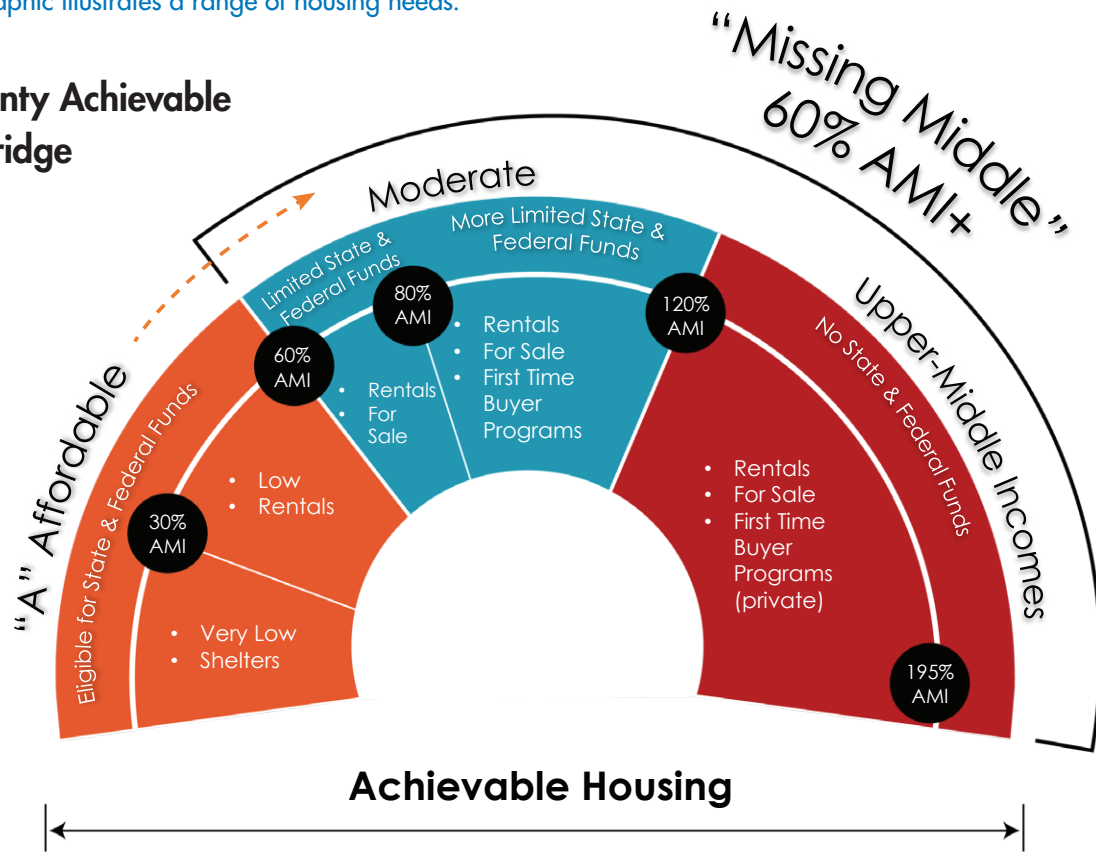 aphic illustrates a range of housing needs.
nty Achievable
ridge
"Missing Middle"
60% AMI+
Moderate
Limited State &
Federal Funds
More Limited State &
Federal Funds
"A" Affordable
Eligible for State & Federal Funds
Upper-Middle Incomes
No State & Federal Funds
30%
AMI
60%
AMI
80%
AMI
120%
AMI
195%
AMI
• Very Low
• Shelters
• Low
• Rentals
• Rentals
• For
Sale
• Rentals
• For Sale
• First Time
Buyer
Programs
• Rentals
• For Sale
• First Time
Buyer
Programs
(private)
Achievable Housing